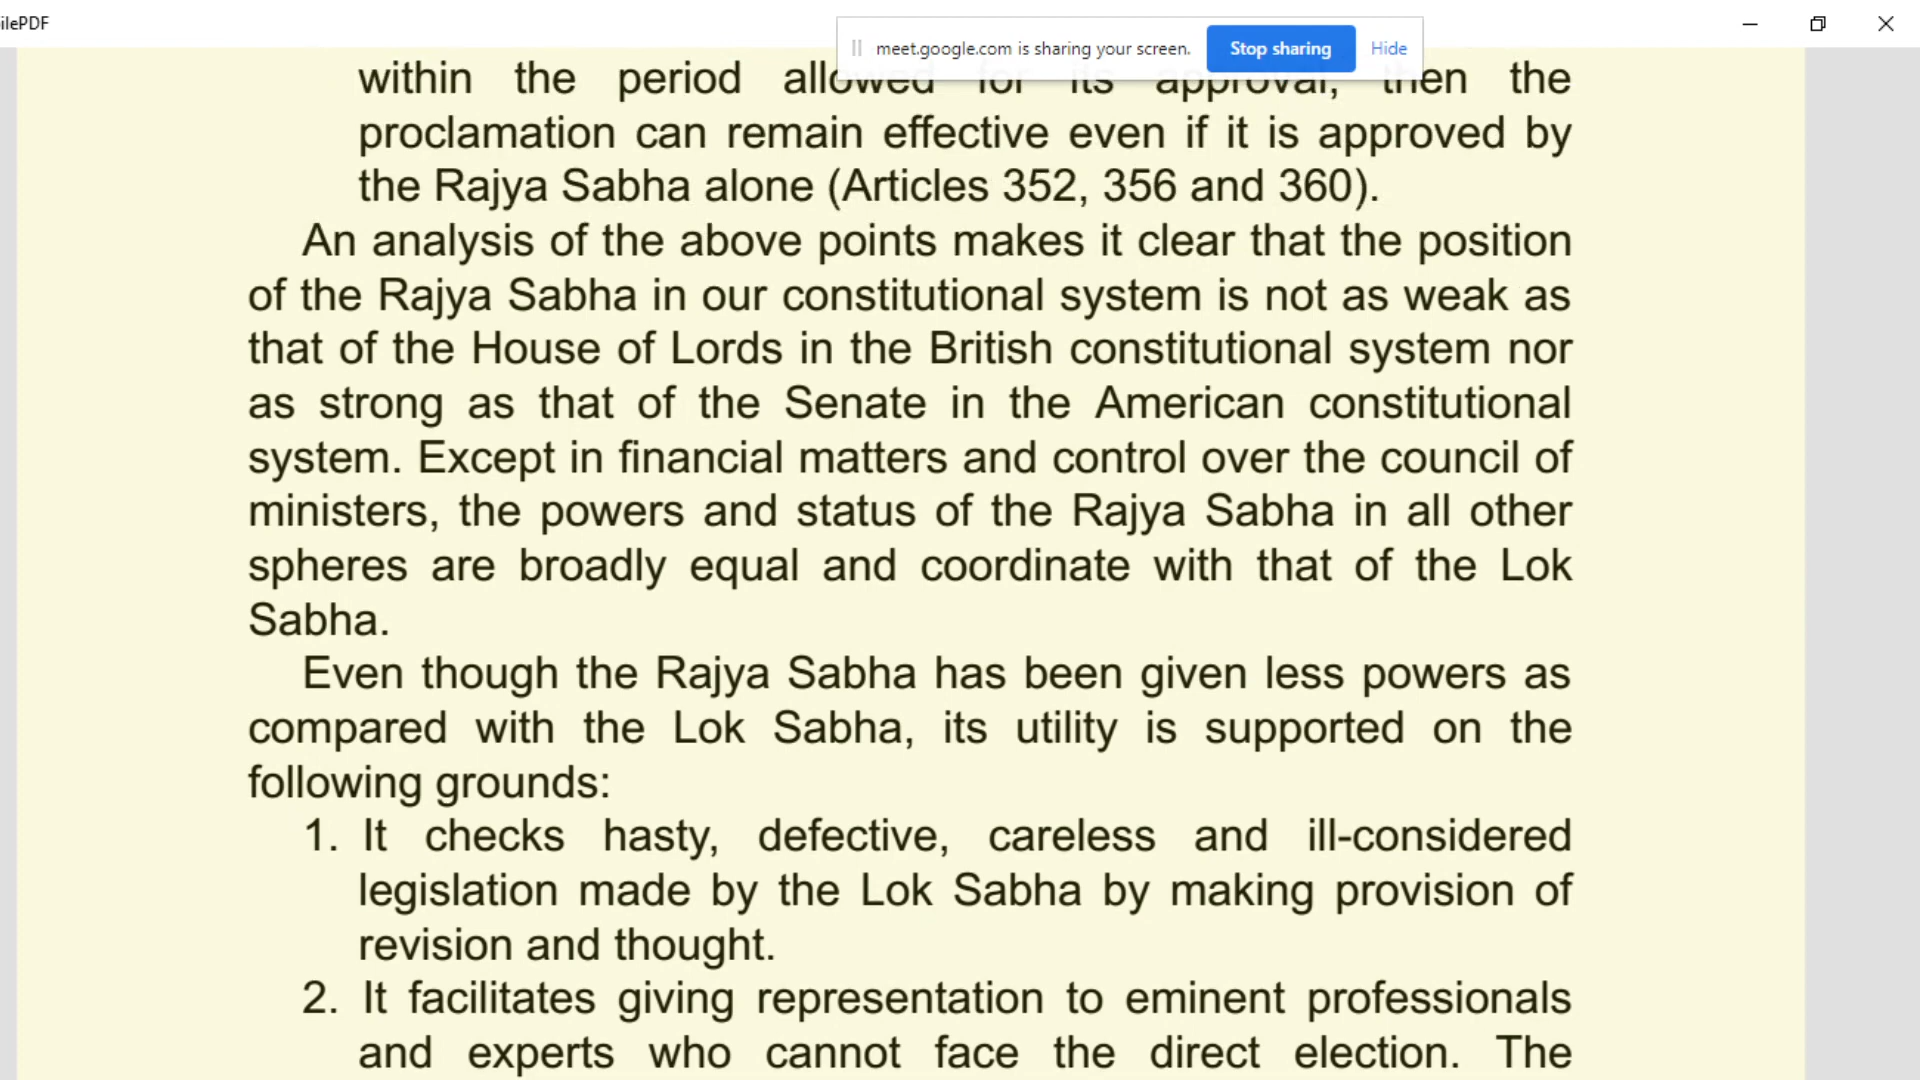 ilePDF
meet.google.com is sharing your screen. Stop sharing Hide
within the period allowed for its approval, then the
proclamation can remain effective even if it is approved by
the Rajya Sabha alone (Articles 352, 356 and 360).
An analysis of the above points makes it clear that the position
of the Rajya Sabha in our constitutional system is not as weak as
that of the House of Lords in the British constitutional system nor
as strong as that of the Senate in the American constitutional
system. Except in financial matters and control over the council of
ministers, the powers and status of the Rajya Sabha in all other
spheres are broadly equal and coordinate with that of the Lok
Sabha.
Even though the Rajya Sabha has been given less powers as
compared with the Lok Sabha, its utility is supported on the
following grounds:
1. It checks hasty, defective, careless and ill-considered
legislation made by the Lok Sabha by making provision of
revision and thought.
2. It facilitates giving representation to eminent professionals
and experts who cannot face the direct election. The